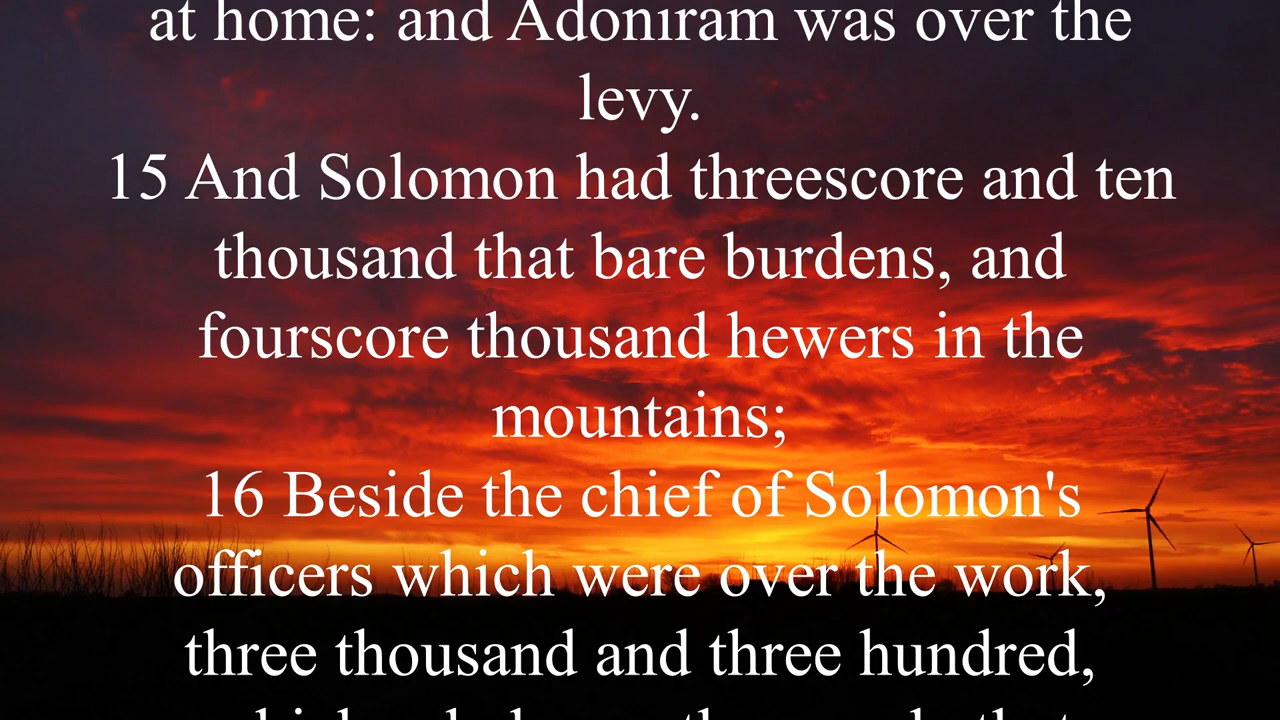 at home: and Adoniram was over the
levy.
15 And Solomon had threescore and ten
thousand that bare burdens, and
fourscore thousand hewers in the
mountains;
16 Beside the chief of Solomon's
officers which were over the work,
three thousand and three hundred,